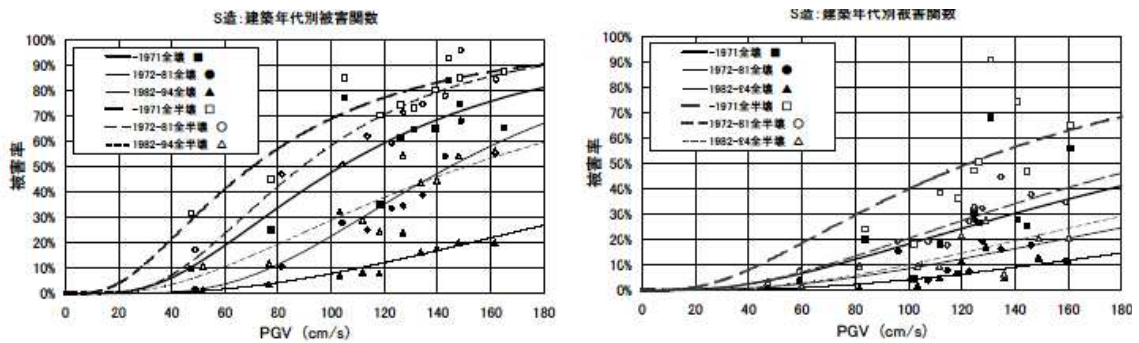 S造:建築年代別被害関数
100%
90%
80%
70%
60%
50%
40%
30%
20%
10%
0%
被害率
-1971全壊
1972-81全壊
1982-94全壊
-1971全半壊
1972-81全半壊
1982-94全半壊
0 20 40 60 80 100 120 140 160 180
PGV (cm/s)
S造:建築年代別被害関数
100%
90%
80%
70%
60%
50%
40%
30%
20%
10%
0%
被害率
-1971全壊
1972-81全壊
1982-94全壊
-1971全半壊
1972-81全半壊
1982-94全半壊
0 20 40 60 80 100 120 140 160 180
PGV (cm/s)